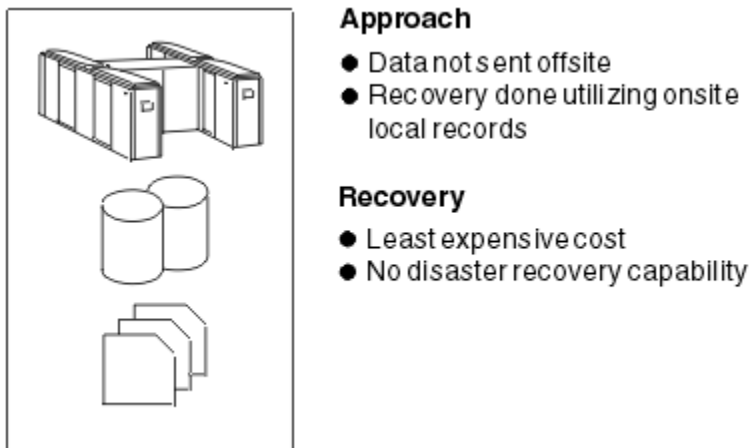 Approach
● Data not sent offsite
● Recovery done utilizing onsite
local records
Recovery
● Least expensive cost
● No disaster recovery capability